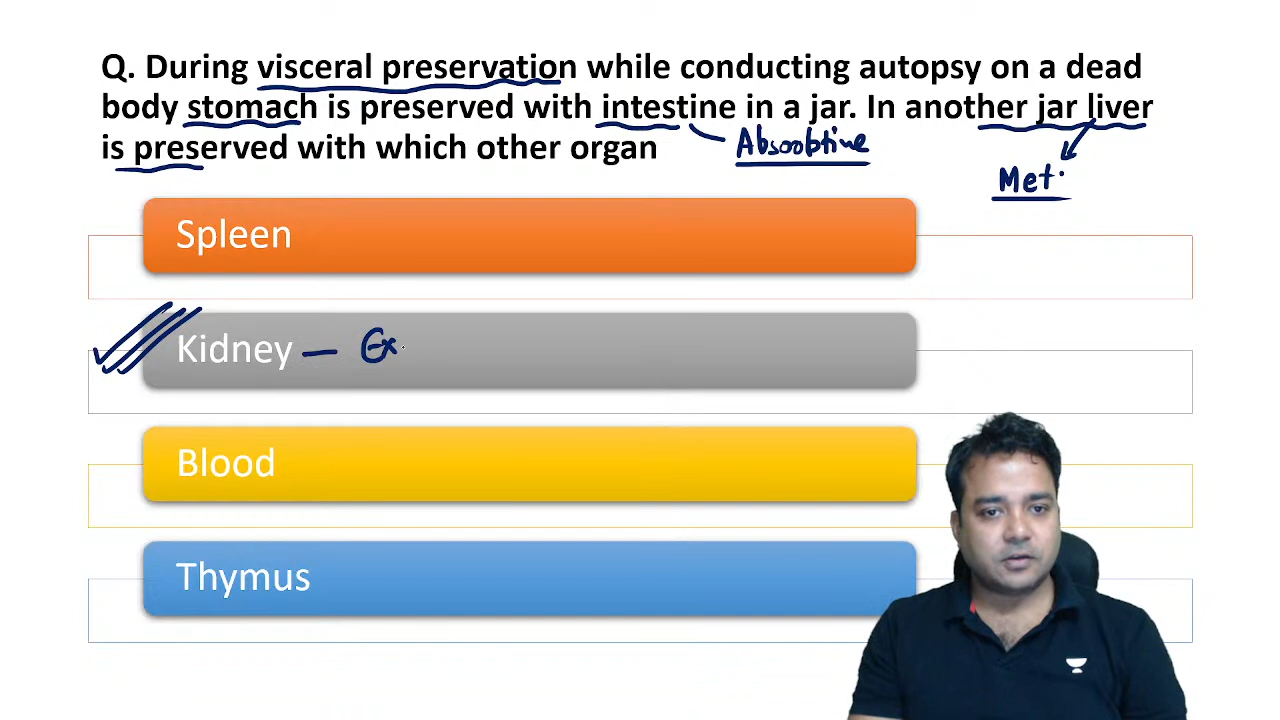 Q. During visceral preservation while conducting autopsy on a dead
body stomach is preserved with intestine in a jar. In another jar liver
is preserved with which other organ
Absorbtive
Met.
Spleen
Kidney — Ex
Blood
Thymus